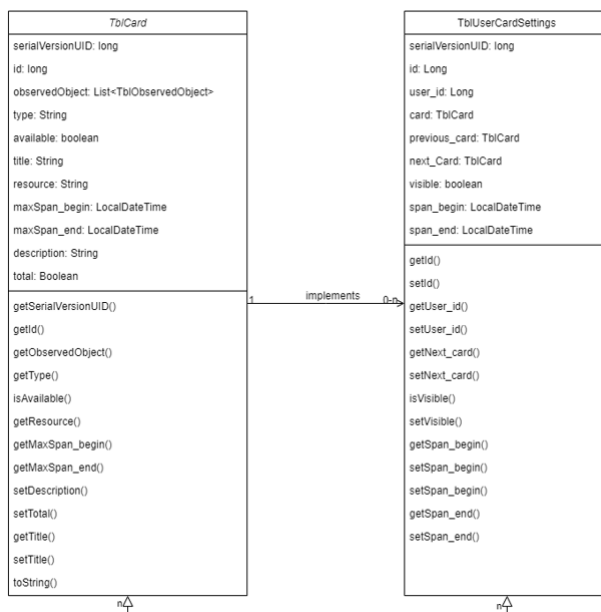 TblCard
serialVersionUID: long
id: long
observedObject: List<TblObservedObject>
type: String
available: boolean
title: String
resource: String
maxSpan_begin: LocalDateTime
maxSpan_end: LocalDateTime
description: String
total: Boolean
getSerialVersionUID()
getId()
getObservedObject()
getType()
isAvailable()
getResource()
getMaxSpan_begin()
getMaxSpan_end()
setDescription()
setTotal()
getTitle()
setTitle()
toString()
n
1
implements
0-n
TblUserCardSettings
serialVersionUID: long
id: Long
user_id: Long
card: TblCard
previous_card: TblCard
next_Card: TblCard
visible: boolean
span_begin: LocalDateTime
span_end: LocalDateTime
getId()
setId()
getUser_id()
setUser_id()
getNext_card()
setNext_card()
isVisible()
setVisible()
getSpan_begin()
setSpan_begin()
setSpan_begin()
getSpan_end()
setSpan_end()
n